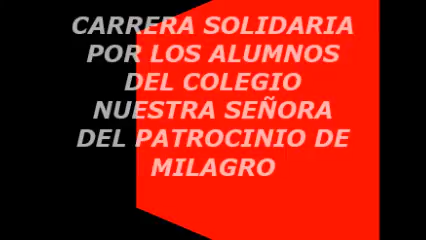 CARRERA SOLIDARIA
POR LOS ALUMNOS
DEL COLEGIO
NUESTRA SEÑORA
DEL PATROCINIO DE
MILAGRO